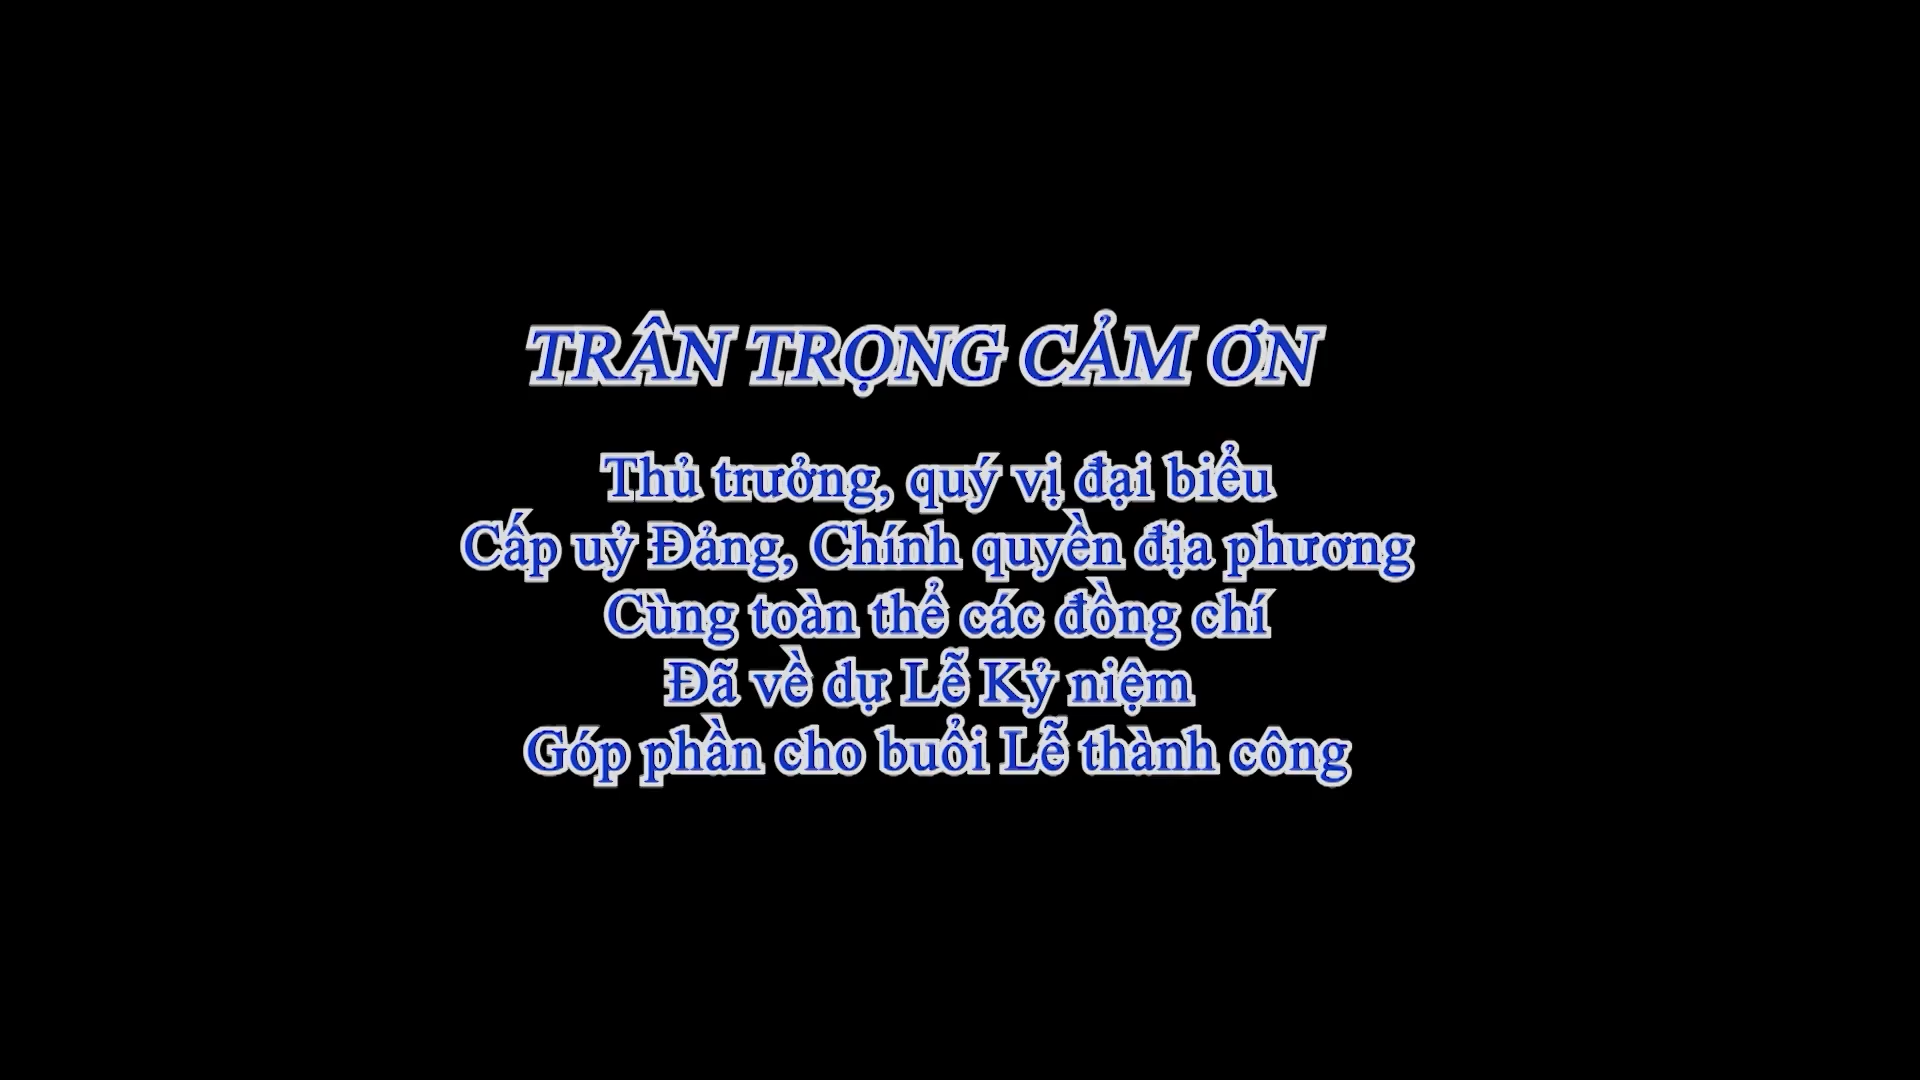 TRÂN TRỌNG CẢM ƠN
Thủ trưởng, quý vị đại biểu
Cấp uỷ Đảng, Chính quyền địa phương
Cùng toàn thể các đồng chí
Đã về dự Lễ Kỷ niệm
Góp phần cho buổi Lễ thành công